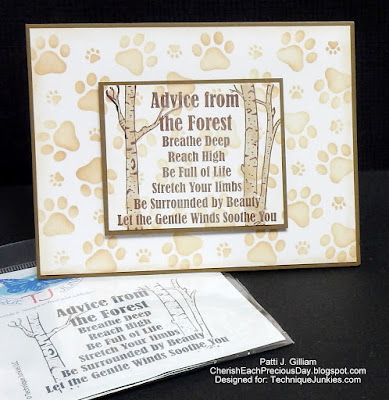 Advice from
the Forest
Breathe Deep
Reach High
Be Full of Life
Stretch Your limbs
Be Surrounded by Beauty
Let the Gentle Winds Soothe You
TJ
Advice from
the Forest
Breathe Deep
Reach High
Be Full of Life
Stretch Your limbs
Be Surrounded by Beauty
Let the Gentle Winds Soothe You
Patti J. Gilliam
CherishEachPreciousDay.blogspot.com
Designed for: TechniqueJunkies.com